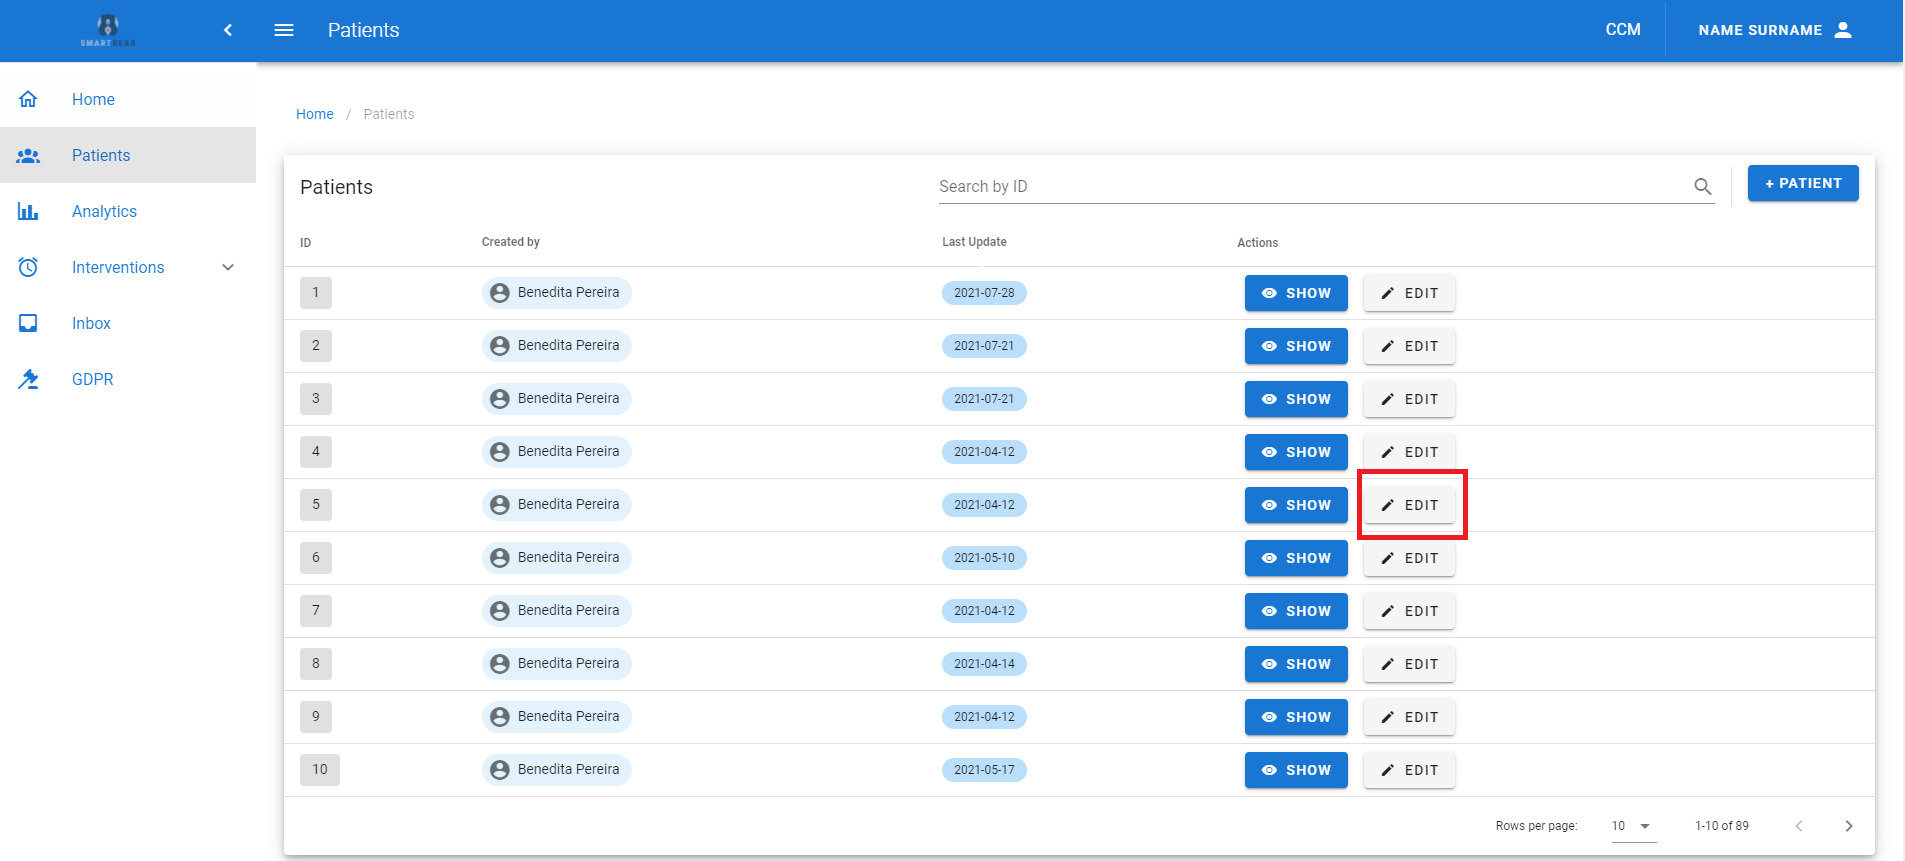 SMARTBEAR
Patients
CCM
NAME SURNAME
Home
Patients
Analytics
Interventions
Inbox
GDPR
Home / Patients
Patients
Search by ID
+ PATIENT
ID Created by Last Update Actions
1 Benedita Pereira 2021-07-28 SHOW EDIT
2 Benedita Pereira 2021-07-21 SHOW EDIT
3 Benedita Pereira 2021-07-21 SHOW EDIT
4 Benedita Pereira 2021-04-12 SHOW EDIT
5 Benedita Pereira 2021-04-12 SHOW EDIT
6 Benedita Pereira 2021-05-10 SHOW EDIT
7 Benedita Pereira 2021-04-12 SHOW EDIT
8 Benedita Pereira 2021-04-14 SHOW EDIT
9 Benedita Pereira 2021-04-12 SHOW EDIT
10 Benedita Pereira 2021-05-17 SHOW EDIT
Rows per page: 10 1-10 of 89